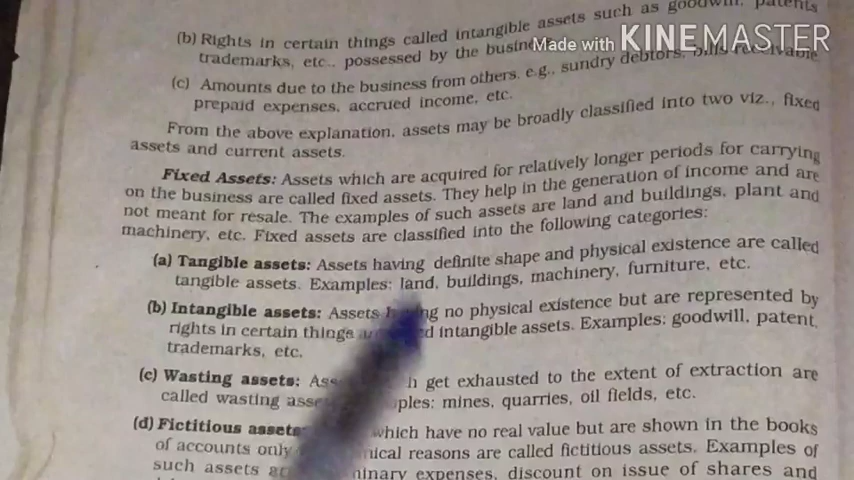 (b) Rights in certain things called intangible assets such as goodwill, patents
trademarks, etc., possessed by the
Made with KINEMASTER
(c) Amounts due to the business from others, e.g., sundry debtors, bills receivable
prepaid expenses, accrued income, etc.
From the above explanation, assets may be broadly classified into two viz., fixed
assets and current assets.
Fixed Assets: Assets which are acquired for relatively longer periods for carrying
on the business are called fixed assets. They help in the generation of income and are
not meant for resale. The examples of such assets are land and buildings, plant and
machinery, etc. Fixed assets are classified into the following categories:
(a) Tangible assets: Assets having definite shape and physical existence are called
tangible assets. Examples: land, buildings, machinery, furniture, etc.
(b) Intangible assets: Assets no physical existence but are represented by
rights in certain things intangible assets. Examples: goodwill, patent,
trademarks, etc.
(c) Wasting assets: get exhausted to the extent of extraction are
called wasting mines, quarries, oil fields, etc.
(d) Fictitious assets which have no real value but are shown in the books
of accounts only reasons are called fictitious assets. Examples of
such assets expenses, discount on issue of shares and